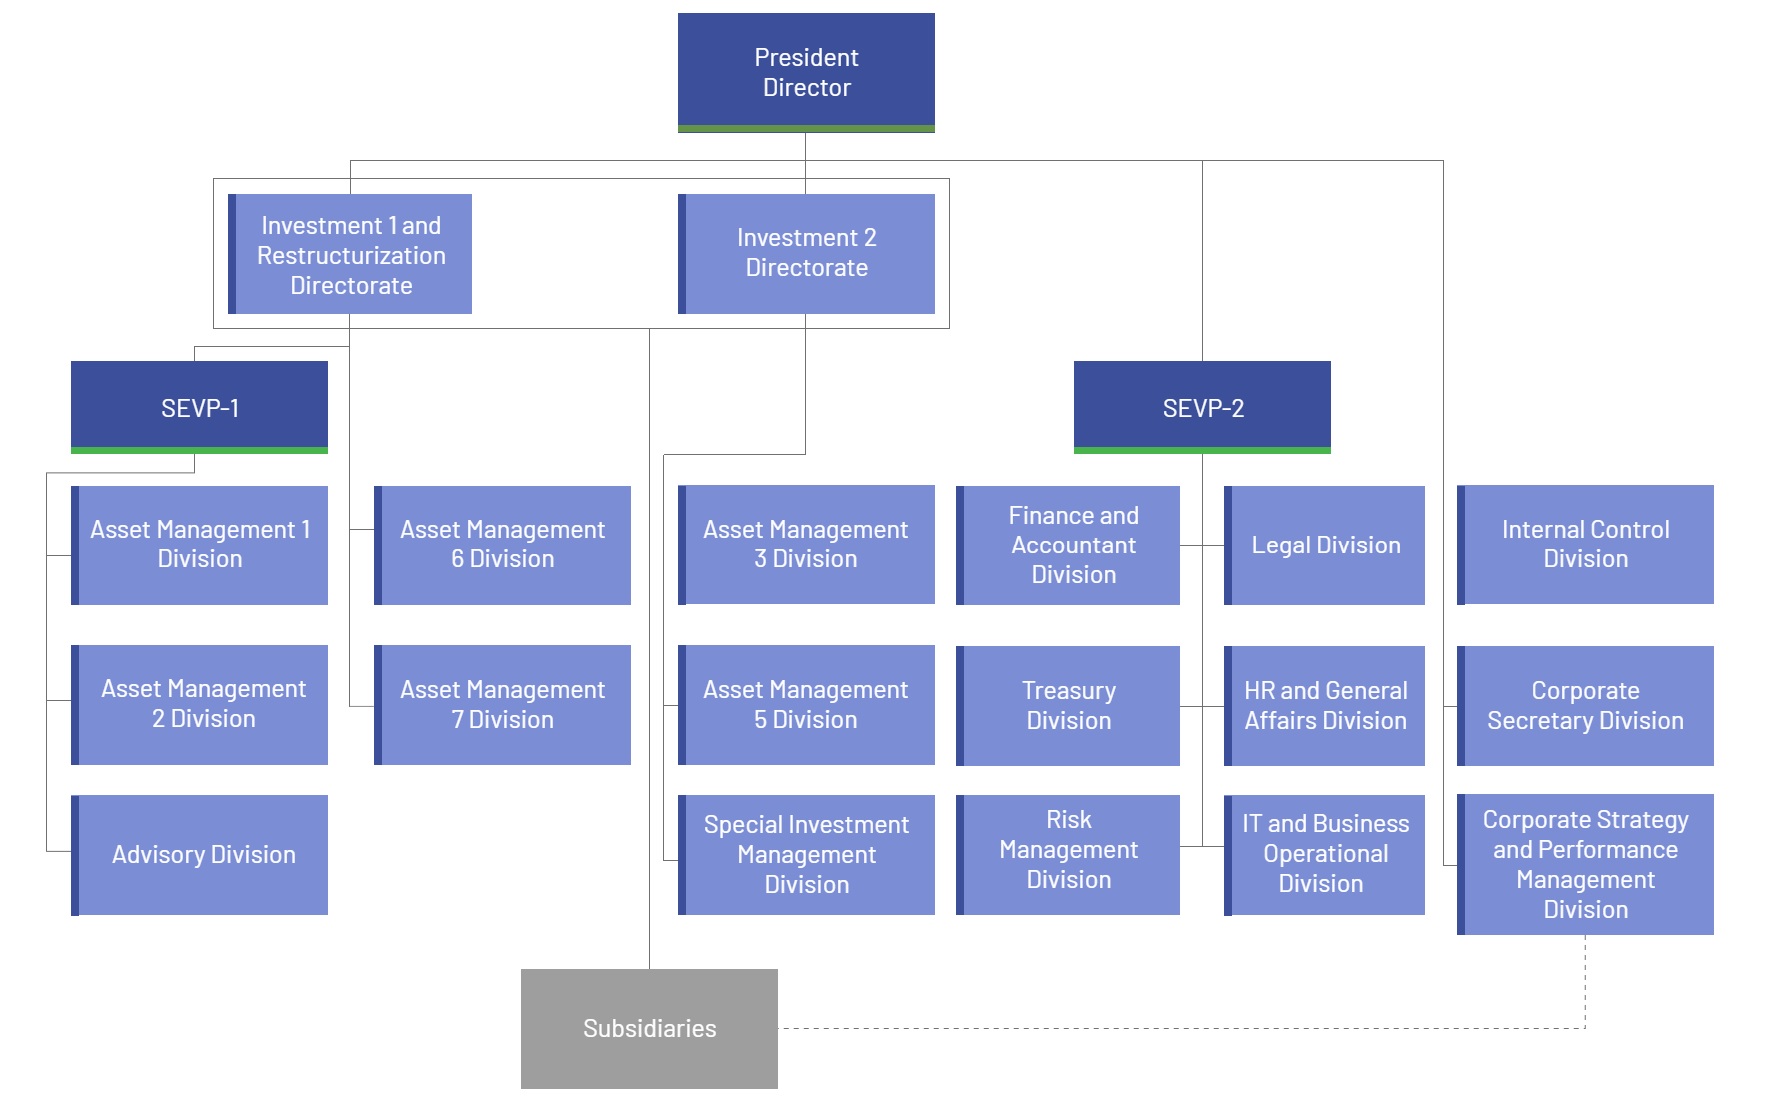 President
Director
Investment 1 and
Restructurization
Directorate
Investment 2
Directorate
SEVP-1
SEVP-2
Asset Management 1
Division
Asset Management
6 Division
Asset Management
3 Division
Finance and
Accountant
Division
Legal Division
Internal Control
Division
Asset Management
2 Division
Asset Management
7 Division
Asset Management
5 Division
Treasury
Division
HR and General
Affairs Division
Corporate
Secretary Division
Advisory Division
Special Investment
Management
Division
Risk
Management
Division
IT and Business
Operational
Division
Corporate Strategy
and Performance
Management
Division
Subsidiaries